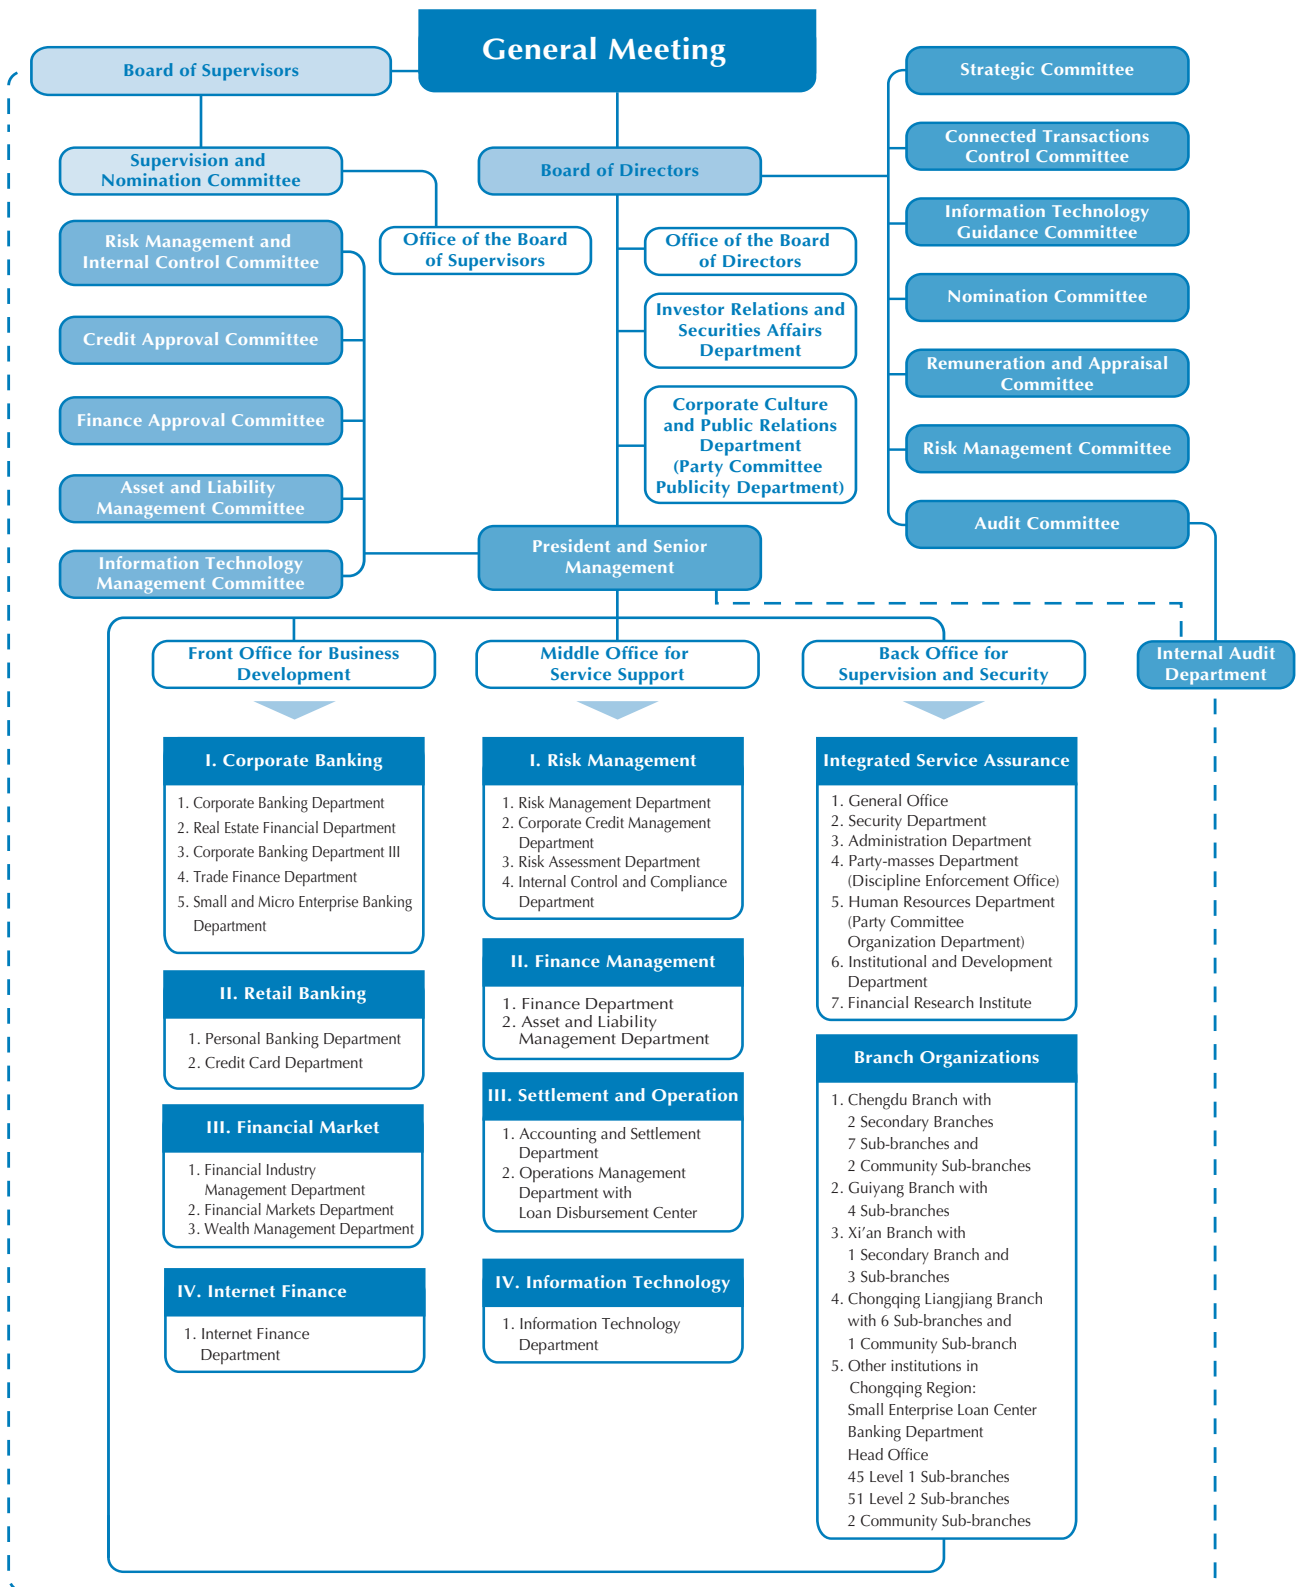 General Meeting
Board of Supervisors
Supervision and
Nomination Committee
Office of the Board
of Supervisors
Risk Management and
Internal Control Committee
Credit Approval Committee
Finance Approval Committee
Asset and Liability
Management Committee
Information Technology
Management Committee
Board of Directors
Office of the Board
of Directors
Investor Relations and
Securities Affairs
Department
Corporate Culture
and Public Relations
Department
(Party Committee
Publicity Department)
President and Senior
Management
Strategic Committee
Connected Transactions
Control Committee
Information Technology
Guidance Committee
Nomination Committee
Remuneration and Appraisal
Committee
Risk Management Committee
Audit Committee
Internal Audit
Department
Front Office for Business
Development
I. Corporate Banking
1. Corporate Banking Department
2. Real Estate Financial Department
3. Corporate Banking Department III
4. Trade Finance Department
5. Small and Micro Enterprise Banking
Department
II. Retail Banking
1. Personal Banking Department
2. Credit Card Department
III. Financial Market
1. Financial Industry
Management Department
2. Financial Markets Department
3. Wealth Management Department
IV. Internet Finance
1. Internet Finance
Department
Middle Office for
Service Support
I. Risk Management
1. Risk Management Department
2. Corporate Credit Management
Department
3. Risk Assessment Department
4. Internal Control and Compliance
Department
II. Finance Management
1. Finance Department
2. Asset and Liability
Management Department
III. Settlement and Operation
1. Accounting and Settlement
Department
2. Operations Management
Department with
Loan Disbursement Center
IV. Information Technology
1. Information Technology
Department
Back Office for
Supervision and Security
Integrated Service Assurance
1. General Office
2. Security Department
3. Administration Department
4. Party-masses Department
(Discipline Enforcement Office)
5. Human Resources Department
(Party Committee
Organization Department)
6. Institutional and Development
Department
7. Financial Research Institute
Branch Organizations
1. Chengdu Branch with
2 Secondary Branches
7 Sub-branches and
2 Community Sub-branches
2. Guiyang Branch with
4 Sub-branches
3. Xi’an Branch with
1 Secondary Branch and
3 Sub-branches
4. Chongqing Liangjiang Branch
with 6 Sub-branches and
1 Community Sub-branch
5. Other institutions in
Chongqing Region:
Small Enterprise Loan Center
Banking Department
Head Office
45 Level 1 Sub-branches
51 Level 2 Sub-branches
2 Community Sub-branches